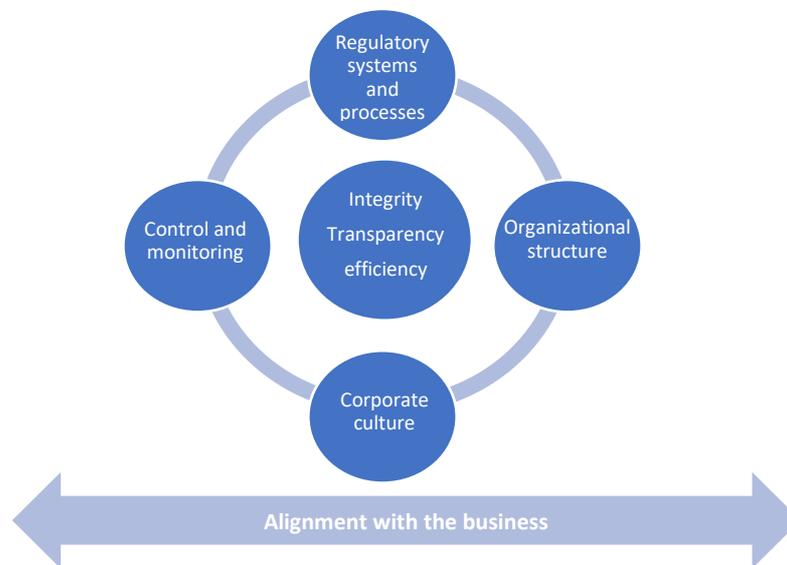 Regulatory
systems
and
processes
Integrity
Transparency
efficiency
Control and
monitoring
Organizational
structure
Corporate
culture
Alignment with the business